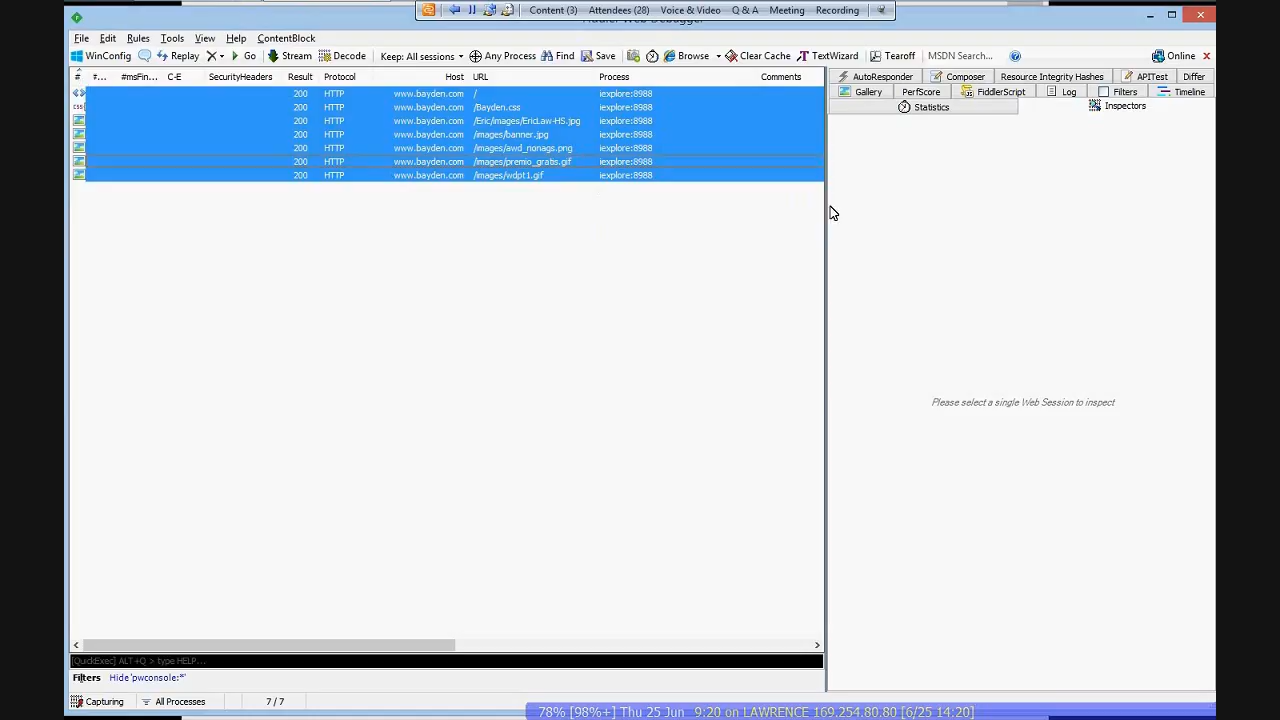 Content (3) Attendees (28) Voice & Video Q & A Meeting Recording
Fiddler Web Debugger
File Edit Rules Tools View Help ContentBlock
WinConfig Replay Go Stream Decode Keep: All sessions Any Process Find Save Browse Clear Cache TextWizard Tearoff MSDN Search... Online
# #... #msFin... C-E SecurityHeaders Result Protocol Host URL Process Comments
AutoResponder Composer Resource Integrity Hashes APITest Differ
Gallery PerfScore FiddlerScript Log Filters Timeline
Statistics Inspectors
200 HTTP www.bayden.com / iexplore:8988
200 HTTP www.bayden.com /Bayden.css iexplore:8988
200 HTTP www.bayden.com /Eric/images/EricLaw-HS.jpg iexplore:8988
200 HTTP www.bayden.com /images/banner.jpg iexplore:8988
200 HTTP www.bayden.com /images/awd_nonags.png iexplore:8988
200 HTTP www.bayden.com /images/premio_gratis.gif iexplore:8988
200 HTTP www.bayden.com /images/wdpt1.gif iexplore:8988
Please select a single Web Session to inspect
[QuickExec] ALT+Q > type HELP...
Filters Hide 'pwconsole:*'
Capturing All Processes 7 / 7
78% [98%+] Thu 25 Jun 9:20 on LAWRENCE 169.254.80.80 [6/25 14:20]